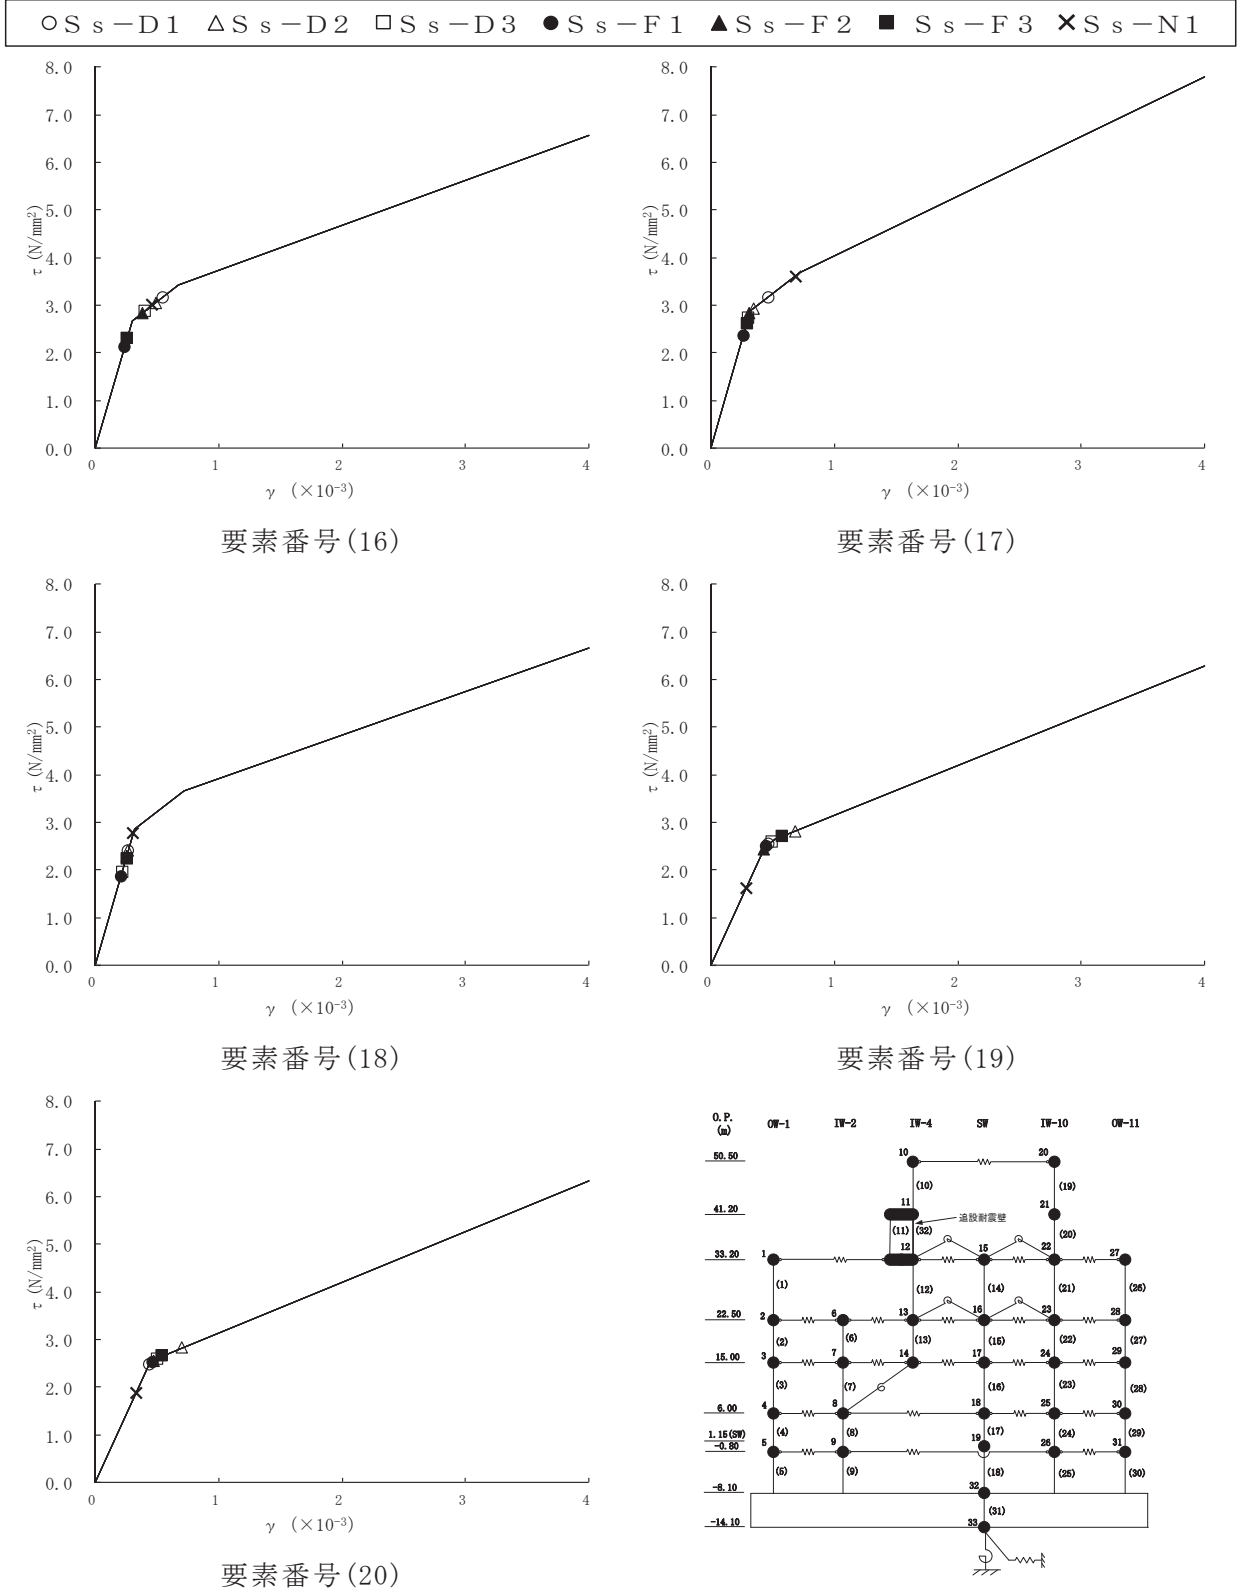 ○Ｓｓ－Ｄ１ △Ｓｓ－Ｄ２ □Ｓｓ－Ｄ３ ●Ｓｓ－Ｆ１ ▲Ｓｓ－Ｆ２ ■ Ｓｓ－Ｆ３ ×Ｓｓ－Ｎ１
8.0
7.0
6.0
5.0
4.0
3.0
2.0
1.0
0.0
τ (N/mm²)
0 1 2 3 4
γ (×10⁻³)
要素番号(16)
8.0
7.0
6.0
5.0
4.0
3.0
2.0
1.0
0.0
τ (N/mm²)
0 1 2 3 4
γ (×10⁻³)
要素番号(17)
8.0
7.0
6.0
5.0
4.0
3.0
2.0
1.0
0.0
τ (N/mm²)
0 1 2 3 4
γ (×10⁻³)
要素番号(18)
8.0
7.0
6.0
5.0
4.0
3.0
2.0
1.0
0.0
τ (N/mm²)
0 1 2 3 4
γ (×10⁻³)
要素番号(19)
8.0
7.0
6.0
5.0
4.0
3.0
2.0
1.0
0.0
τ (N/mm²)
0 1 2 3 4
γ (×10⁻³)
要素番号(20)
O.P.
(m)
OW-1 IW-2 IW-4 SW IW-10 OW-11
50.50 10 20
(10) (19)
41.20 11 21
追設耐震壁
(11) (32) (20)
33.20 1 12 15 22 27
(1) (12) (14) (21) (26)
22.50 2 6 13 16 23 28
(2) (6) (13) (15) (22) (27)
15.00 3 7 14 17 24 29
(3) (7) (16) (23) (28)
6.00 4 8 18 25 30
(4) (8) (17) (24) (29)
1.15(SW) 19
-0.80 5 9 26 31
(5) (9) (18) (25) (30)
-8.10 32
(31)
-14.10 33